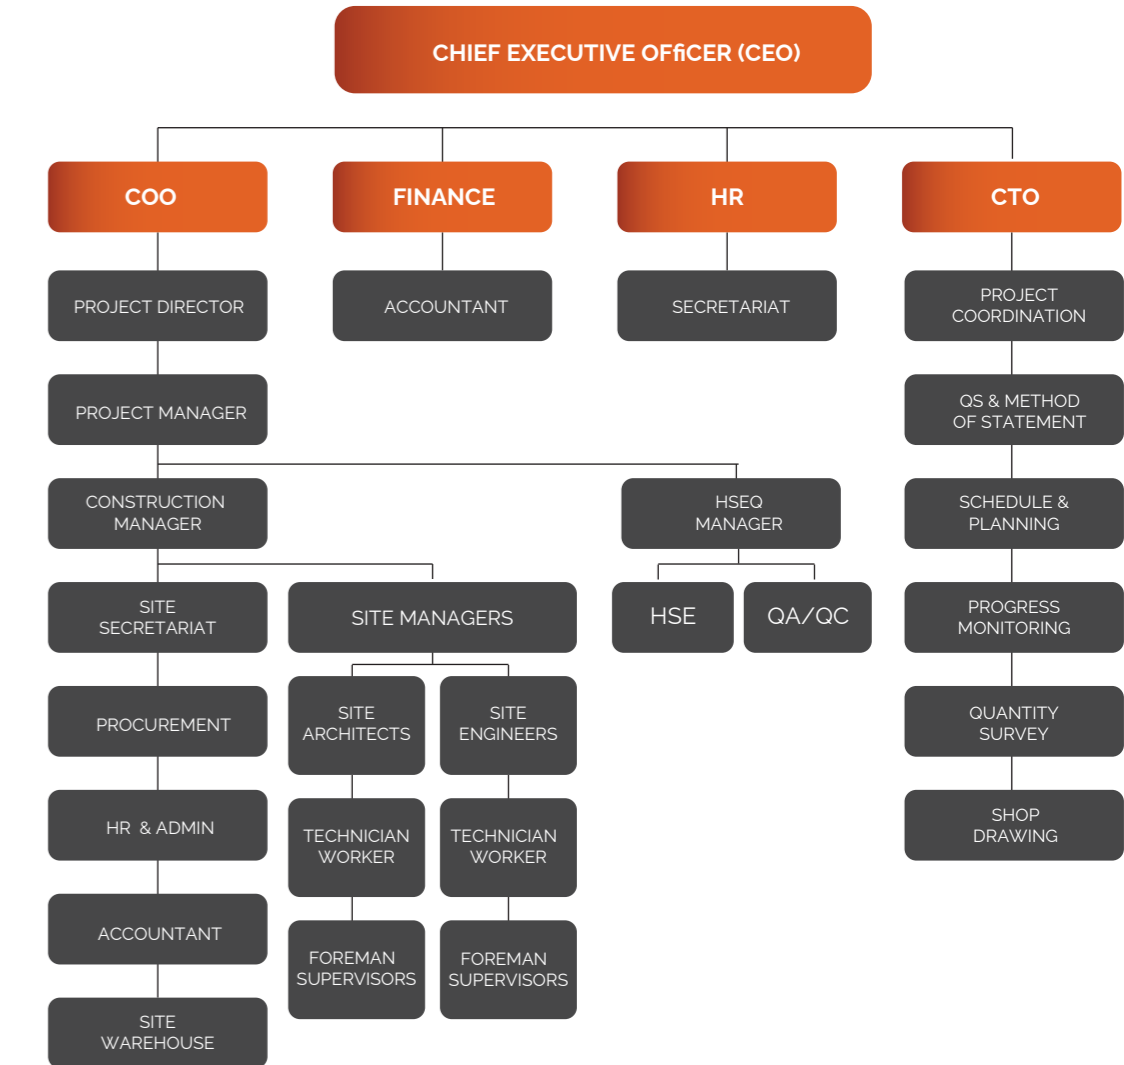 CHIEF EXECUTIVE OFfiCER (CEO)
COO
FINANCE
HR
CTO
PROJECT DIRECTOR
ACCOUNTANT
SECRETARIAT
PROJECT
COORDINATION
PROJECT MANAGER
QS & METHOD
OF STATEMENT
CONSTRUCTION
MANAGER
HSEQ
MANAGER
SCHEDULE &
PLANNING
SITE
SECRETARIAT
SITE MANAGERS
HSE
QA/QC
PROGRESS
MONITORING
PROCUREMENT
SITE
ARCHITECTS
SITE
ENGINEERS
QUANTITY
SURVEY
HR & ADMIN
TECHNICIAN
WORKER
TECHNICIAN
WORKER
SHOP
DRAWING
ACCOUNTANT
FOREMAN
SUPERVISORS
FOREMAN
SUPERVISORS
SITE
WAREHOUSE